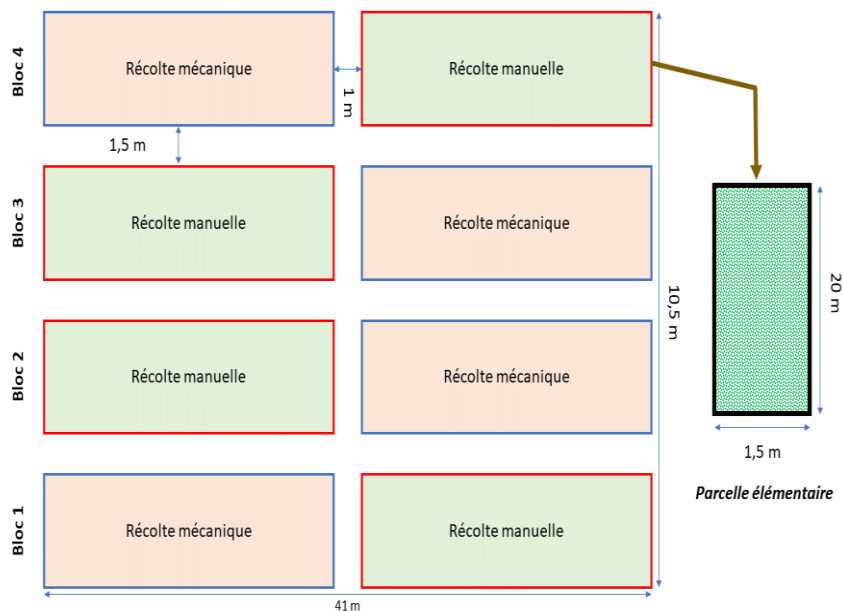 Bloc 4
Récolte mécanique
1 m
Récolte manuelle
1,5 m
Bloc 3
Récolte manuelle
Récolte mécanique
10,5 m
20 m
Bloc 2
Récolte manuelle
Récolte mécanique
1,5 m
Parcelle élémentaire
Bloc 1
Récolte mécanique
Récolte manuelle
41 m